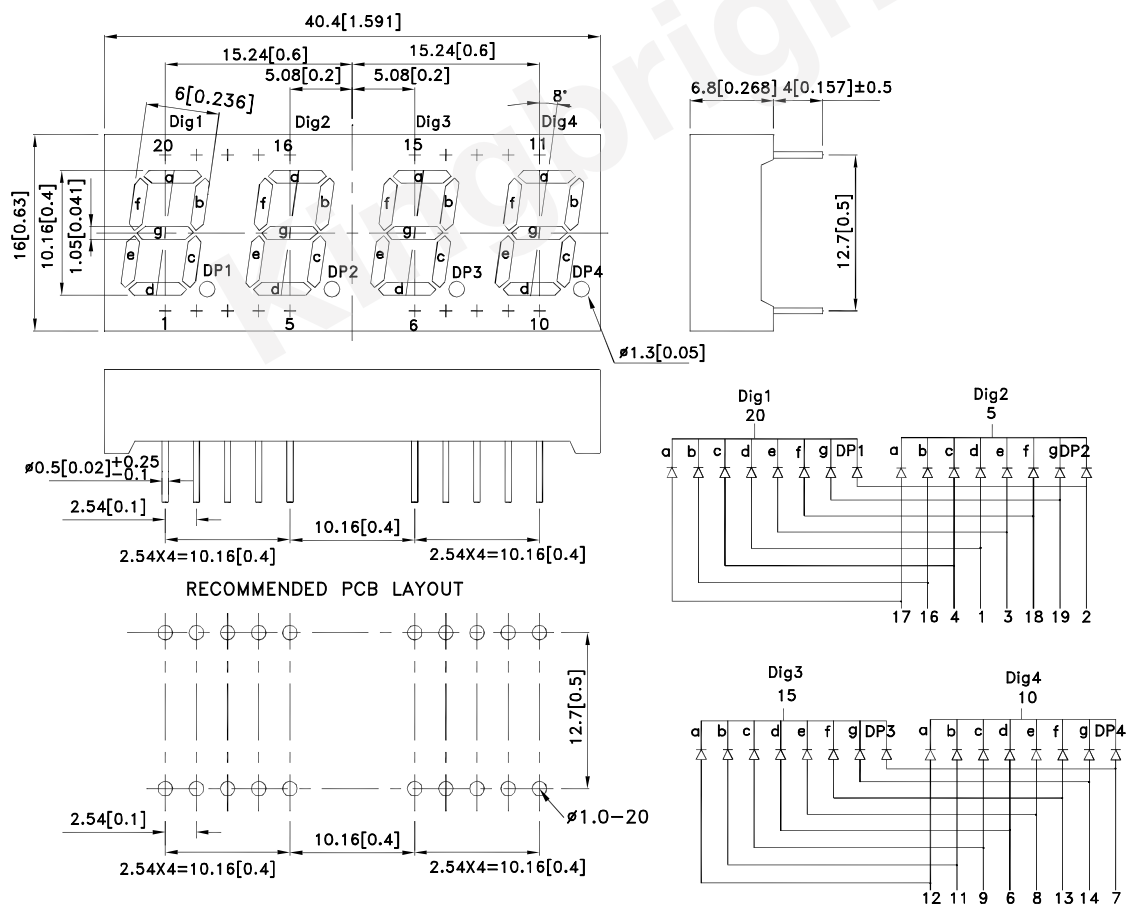 40.4[1.591]
15.24[0.6] 15.24[0.6]
5.08[0.2] 5.08[0.2]
6[0.236] 8°
Dig1 Dig2 Dig3 Dig4
20 16 15 11
a a a a
f b f b f b f b
g g g g
e c e c e c e c
d d d d
DP1 DP2 DP3 DP4
1 5 6 10
16[0.63]
10.16[0.4]
1.05[0.041]
ø1.3[0.05]
6.8[0.268] 4[0.157]±0.5
12.7[0.5]
Kingbright
ø0.5[0.02]+0.25
-0.1
2.54[0.1]
10.16[0.4]
2.54X4=10.16[0.4] 2.54X4=10.16[0.4]
RECOMMENDED PCB LAYOUT
12.7[0.5]
ø1.0-20
2.54[0.1]
10.16[0.4]
2.54X4=10.16[0.4] 2.54X4=10.16[0.4]
Dig1 Dig2
20 5
a b c d e f g DP1 a b c d e f g DP2
17 16 4 1 3 18 19 2
Dig3 Dig4
15 10
a b c d e f g DP3 a b c d e f g DP4
12 11 9 6 8 13 14 7